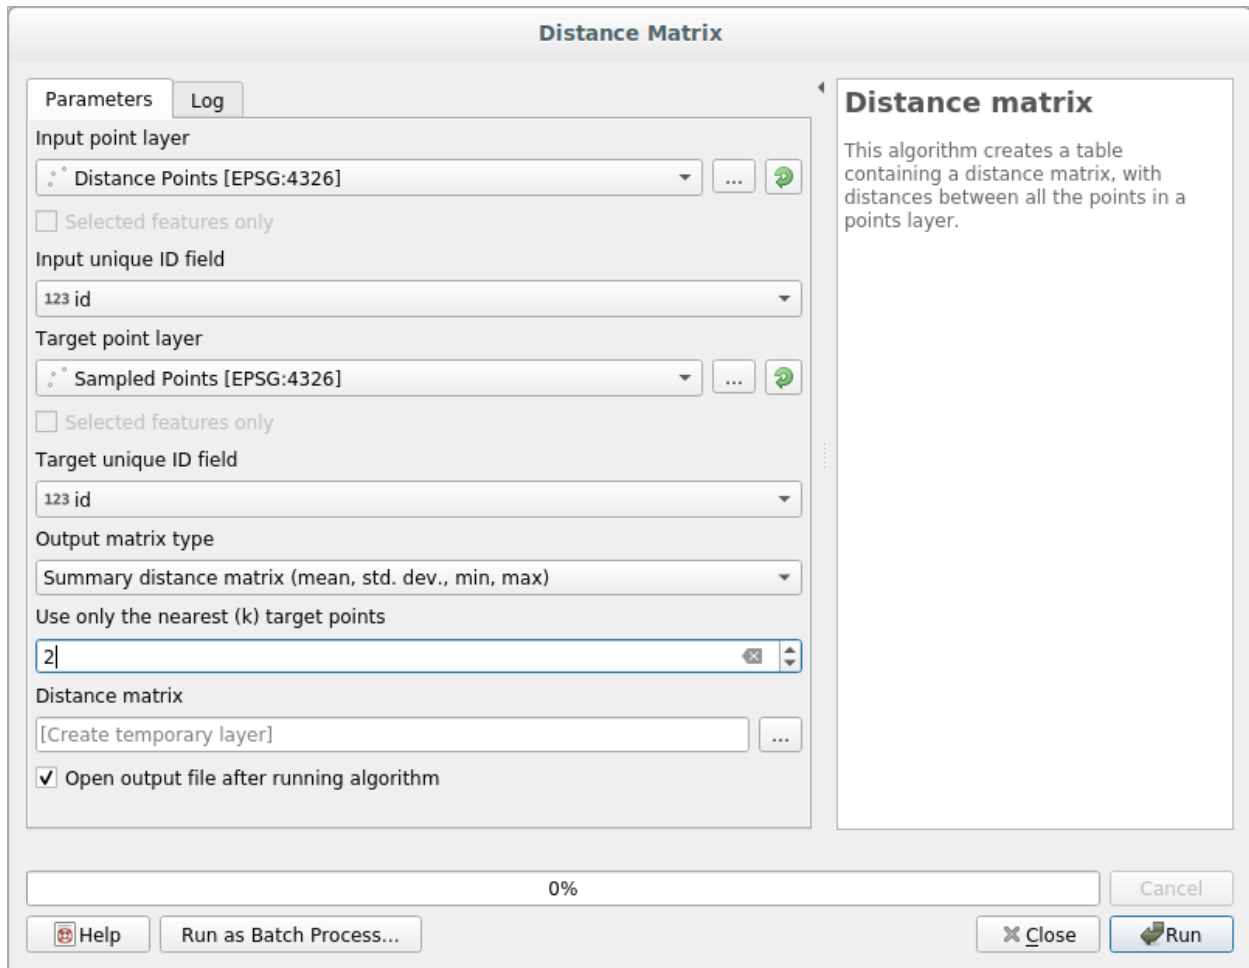 Distance Matrix
Parameters
Log
Input point layer
Distance Points [EPSG:4326]
...
Selected features only
Input unique ID field
123 id
Target point layer
Sampled Points [EPSG:4326]
...
Selected features only
Target unique ID field
123 id
Output matrix type
Summary distance matrix (mean, std. dev., min, max)
Use only the nearest (k) target points
2
Distance matrix
[Create temporary layer]
...
Open output file after running algorithm
Distance matrix
This algorithm creates a table
containing a distance matrix, with
distances between all the points in a
points layer.
0%
Cancel
Help
Run as Batch Process...
Close
Run